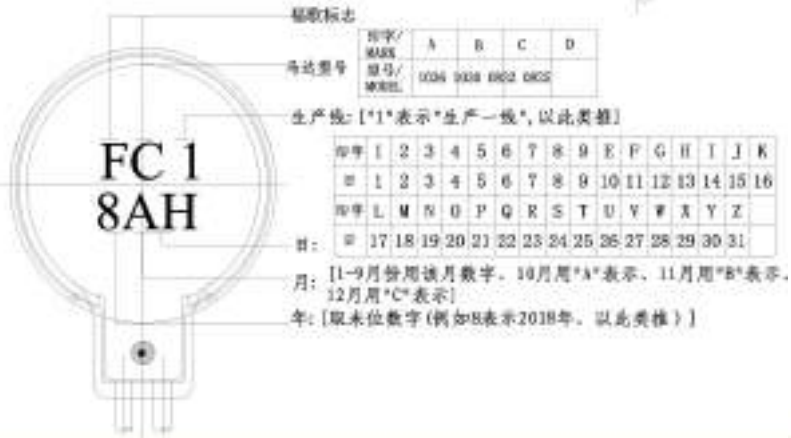 福歌标志
印字/MARK A B C D
马达型号
型号/MODEL 1036 1030 0832 0825
生产线: ["1"表示"生产一线",以此类推]
FC 1
8AH
印字 1 2 3 4 5 6 7 8 9 E F G H I J K
日 1 2 3 4 5 6 7 8 9 10 11 12 13 14 15 16
印字 L M N O P Q R S T U V W X Y Z
日 17 18 19 20 21 22 23 24 25 26 27 28 29 30 31
日:
月: [1-9月份用该月数字、10月用"A"表示、11月用"B"表示、
12月用"C"表示]
年: [取末位数字(例如8表示2018年、以此类推)]